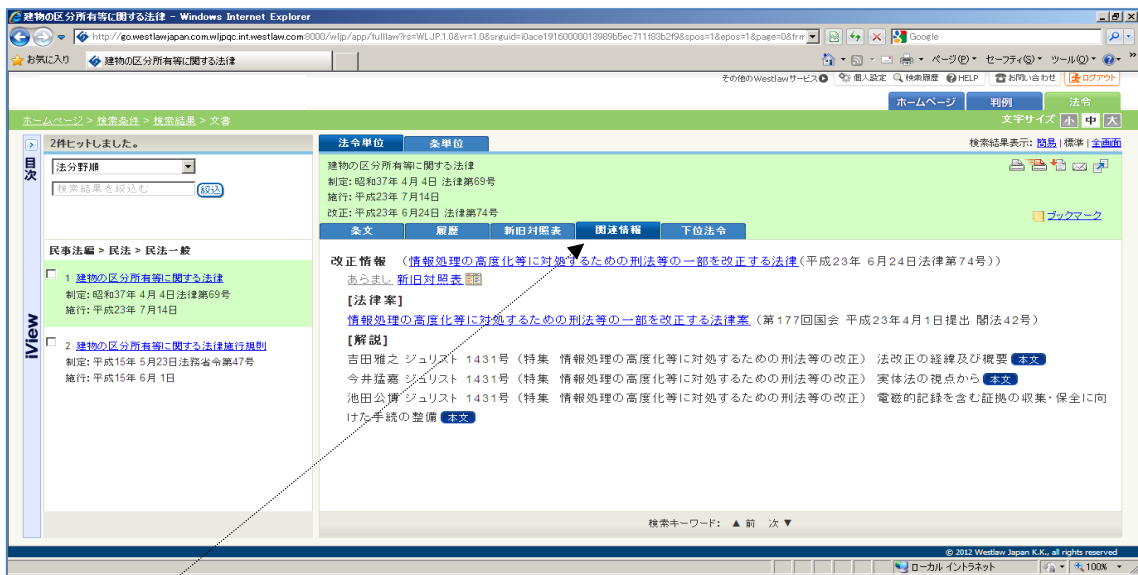 建物の区分所有等に関する法律 - Windows Internet Explorer
お気に入り 建物の区分所有等に関する法律
ページ(P) セーフティ(S) ツール(O)
Google
その他のWestlawサービス 個人設定 検索履歴 HELP お問い合わせ ログアウト
ホームページ 判例 法令
ホームページ > 検索条件 > 検索結果 > 文書
文字サイズ 小 中 大
目次
iView
2件ヒットしました。
法分野順
検索結果を絞込む 絞込
民事法編 > 民法 > 民法一般
1 建物の区分所有等に関する法律
制定: 昭和37年 4月 4日法律第69号
施行: 平成23年 7月14日
2 建物の区分所有等に関する法律施行規則
制定: 平成15年 5月23日法務省令第47号
施行: 平成15年 6月 1日
法令単位 条単位
検索結果表示: 簡易 | 標準 | 全画面
建物の区分所有等に関する法律
制定: 昭和37年 4月 4日 法律第69号
施行: 平成23年 7月14日
改正: 平成23年 6月24日 法律第74号
ブックマーク
条文 履歴 新旧対照表 関連情報 下位法令
改正情報 (情報処理の高度化等に対処するための刑法等の一部を改正する法律(平成23年 6月24日法律第74号))
あらまし 新旧対照表
[法律案]
情報処理の高度化等に対処するための刑法等の一部を改正する法律案 (第177回国会 平成23年4月1日提出 閣法42号)
[解説]
吉田雅之 ジュリスト 1431号 (特集 情報処理の高度化等に対処するための刑法等の改正) 法改正の経緯及び概要 本文
今井猛嘉 ジュリスト 1431号 (特集 情報処理の高度化等に対処するための刑法等の改正) 実体法の視点から 本文
池田公博 ジュリスト 1431号 (特集 情報処理の高度化等に対処するための刑法等の改正) 電磁的記録を含む証拠の収集・保全に向
けた手続の整備 本文
検索キーワード: ▲ 前 次 ▼
© 2012 Westlaw Japan K.K., all rights reserved
ローカル イントラネット 100%